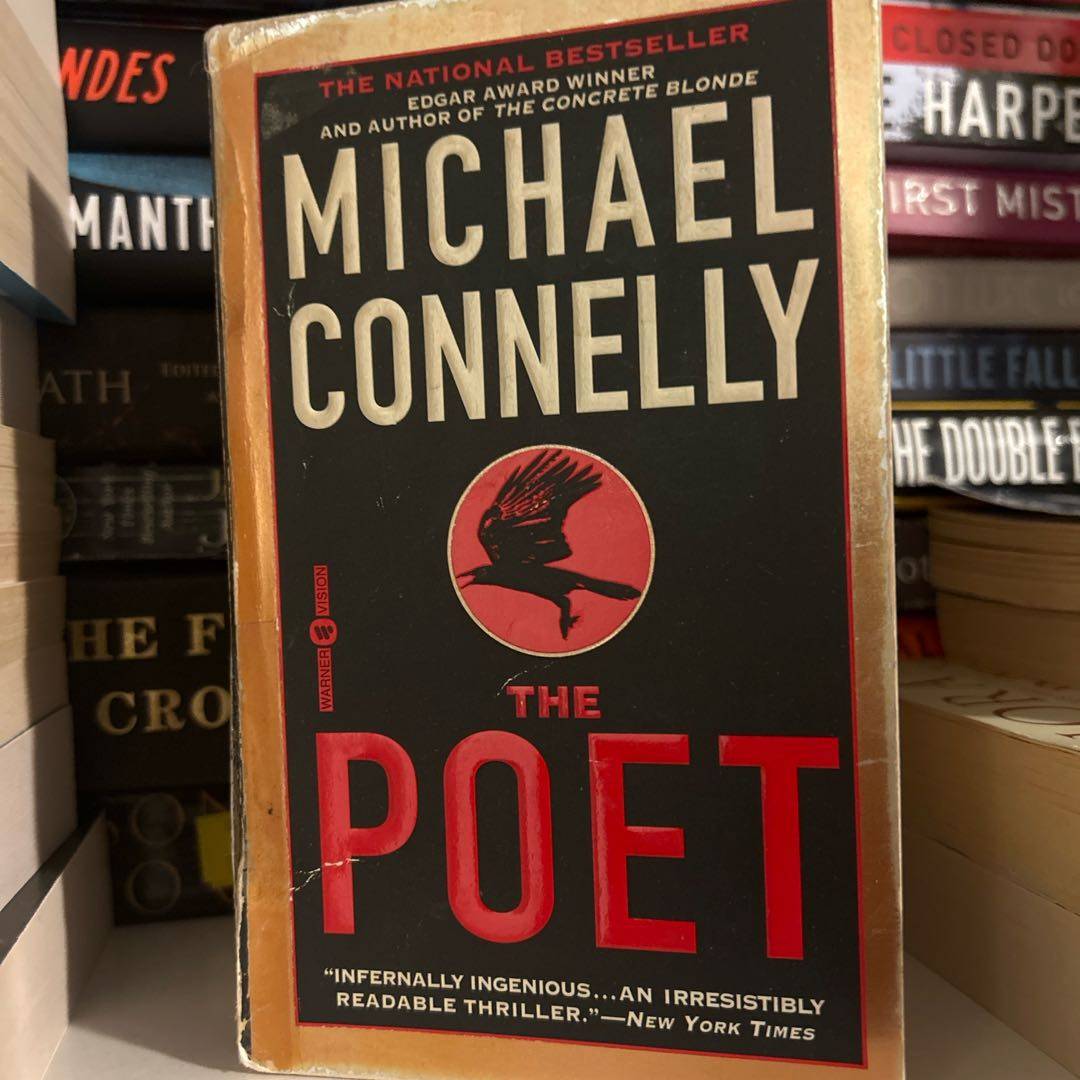 THE NATIONAL BESTSELLER
EDGAR AWARD WINNER
AND AUTHOR OF THE CONCRETE BLONDE
MICHAEL
CONNELLY
WARNER VISION
THE
POET
“INFERNALLY INGENIOUS...AN IRRESISTIBLY
READABLE THRILLER.”—NEW YORK TIMES
NDES
MANTH
ATH
EDITED
HE F
CRO
CLOSED DO
HARPE
IRST MIST
LITTLE FALL
HE DOUBLE